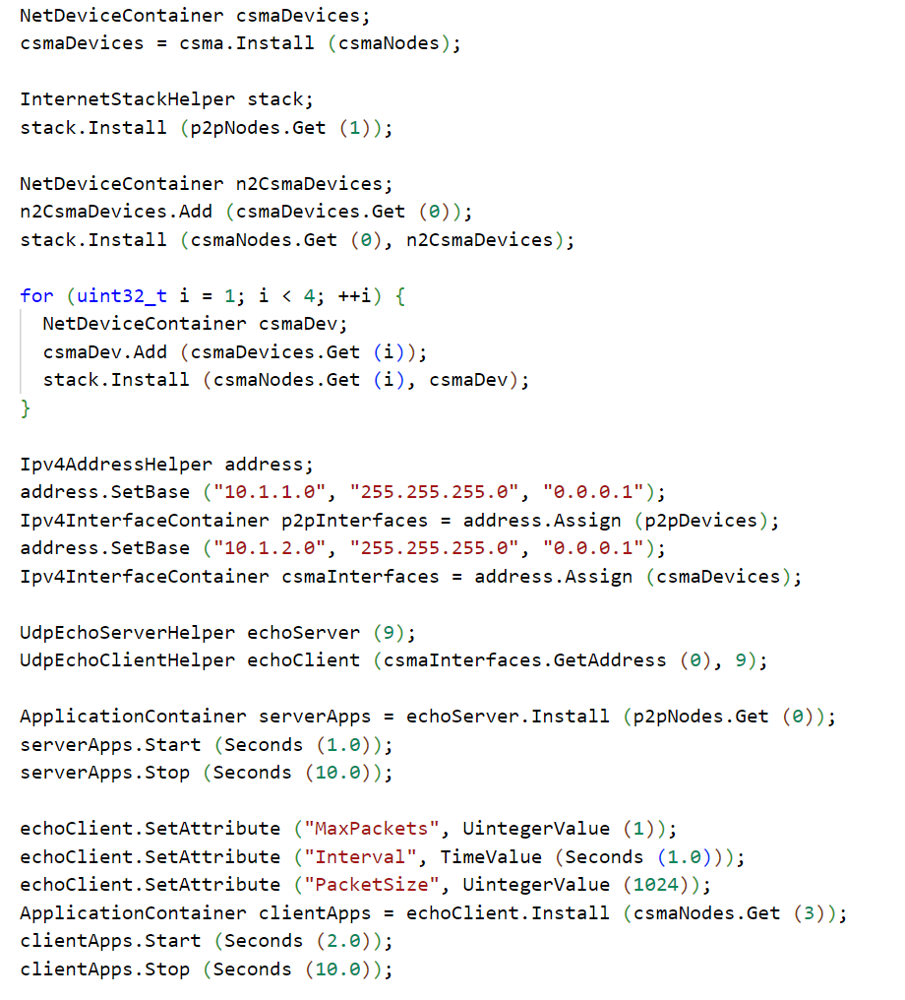 NetDeviceContainer csmaDevices;
csmaDevices = csma.Install (csmaNodes);

InternetStackHelper stack;
stack.Install (p2pNodes.Get (1));

NetDeviceContainer n2CsmaDevices;
n2CsmaDevices.Add (csmaDevices.Get (0));
stack.Install (csmaNodes.Get (0), n2CsmaDevices);

for (uint32_t i = 1; i < 4; ++i) {
  NetDeviceContainer csmaDev;
  csmaDev.Add (csmaDevices.Get (i));
  stack.Install (csmaNodes.Get (i), csmaDev);
}

Ipv4AddressHelper address;
address.SetBase ("10.1.1.0", "255.255.255.0", "0.0.0.1");
Ipv4InterfaceContainer p2pInterfaces = address.Assign (p2pDevices);
address.SetBase ("10.1.2.0", "255.255.255.0", "0.0.0.1");
Ipv4InterfaceContainer csmaInterfaces = address.Assign (csmaDevices);

UdpEchoServerHelper echoServer (9);
UdpEchoClientHelper echoClient (csmaInterfaces.GetAddress (0), 9);

ApplicationContainer serverApps = echoServer.Install (p2pNodes.Get (0));
serverApps.Start (Seconds (1.0));
serverApps.Stop (Seconds (10.0));

echoClient.SetAttribute ("MaxPackets", UintegerValue (1));
echoClient.SetAttribute ("Interval", TimeValue (Seconds (1.0)));
echoClient.SetAttribute ("PacketSize", UintegerValue (1024));
ApplicationContainer clientApps = echoClient.Install (csmaNodes.Get (3));
clientApps.Start (Seconds (2.0));
clientApps.Stop (Seconds (10.0));